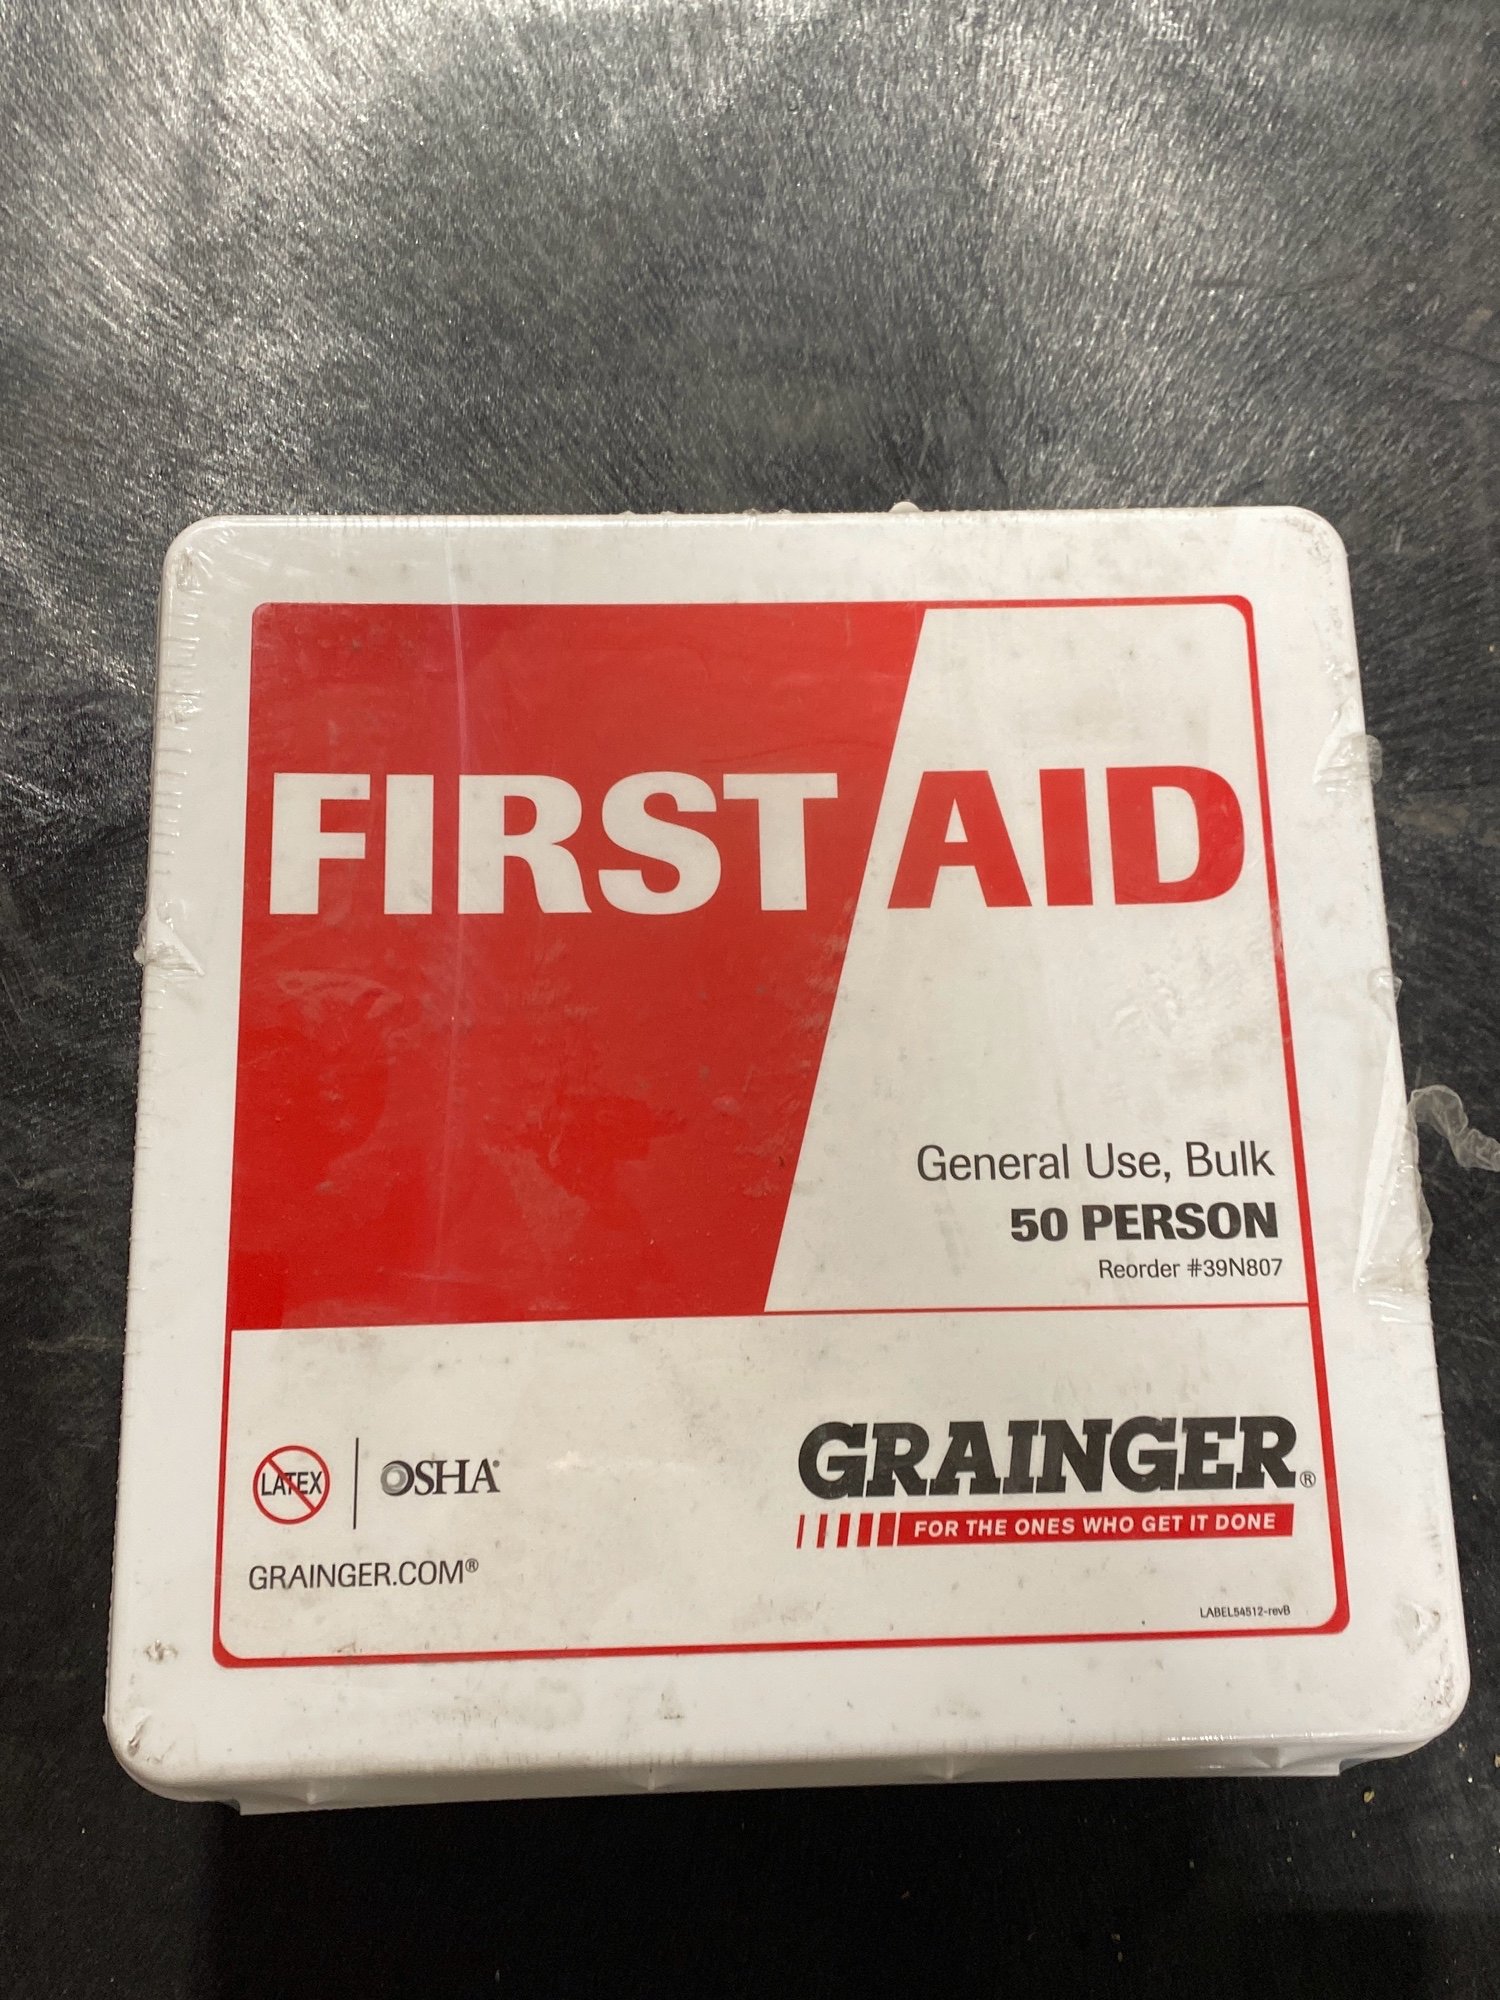 FIRST AID
General Use, Bulk
50 PERSON
Reorder #39N807
LATEX
OSHA®
GRAINGER.COM®
GRAINGER®
FOR THE ONES WHO GET IT DONE
LABEL54512-revB